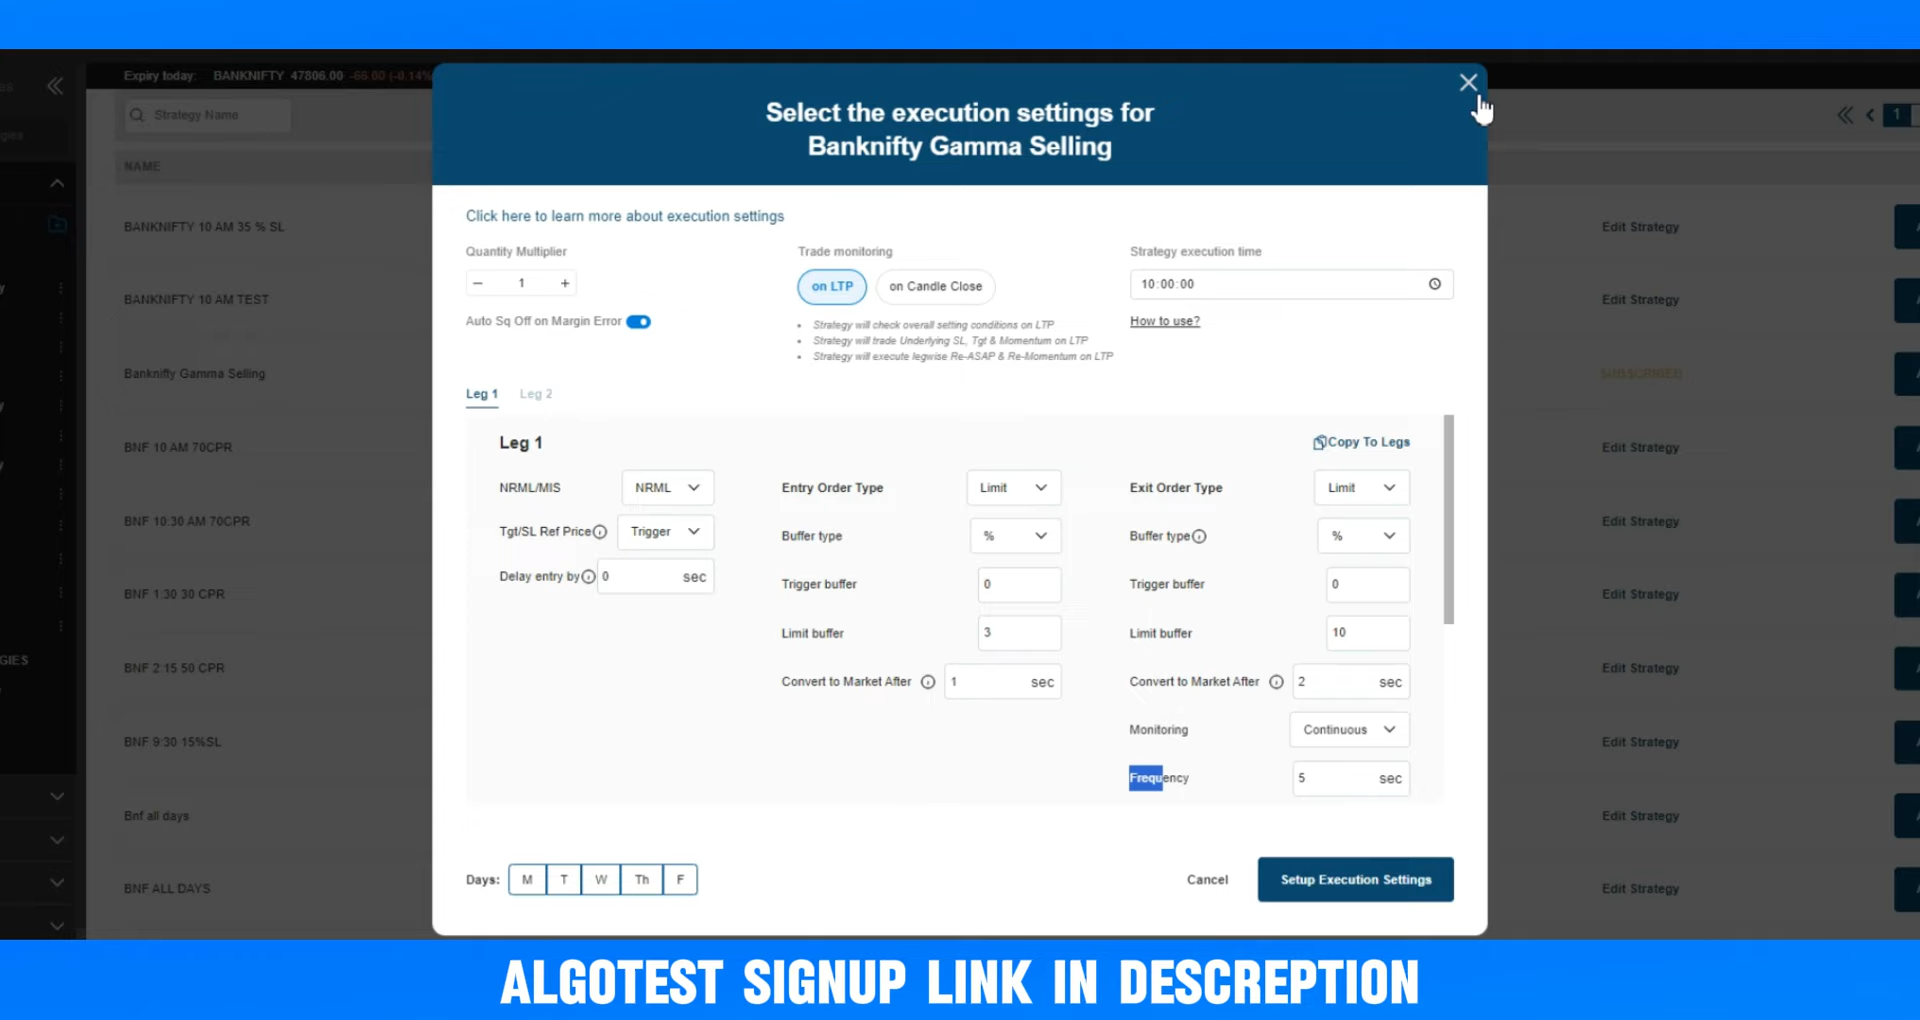 Expiry today: BANKNIFTY 47806.00 -66.00 (-0.14%
Strategy Name
1
NAME
Select the execution settings for
Banknifty Gamma Selling
BANKNIFTY 10 AM 35 % SL
Edit Strategy
BANKNIFTY 10 AM TEST
Edit Strategy
Banknifty Gamma Selling
SUBSCRIBED
BNF 10 AM 70CPR
Edit Strategy
BNF 10:30 AM 70CPR
Edit Strategy
BNF 1:30 30 CPR
Edit Strategy
GIES
BNF 2:15 50 CPR
Edit Strategy
BNF 9:30 15%SL
Edit Strategy
Bnf all days
Edit Strategy
BNF ALL DAYS
Edit Strategy
Click here to learn more about execution settings
Quantity Multiplier
- 1 +
Auto Sq Off on Margin Error
Trade monitoring
on LTP on Candle Close
• Strategy will check overall setting conditions on LTP
• Strategy will trade Underlying SL, Tgt & Momentum on LTP
• Strategy will execute legwise Re-ASAP & Re-Momentum on LTP
Strategy execution time
10:00:00
How to use?
Leg 1 Leg 2
Leg 1
Copy To Legs
NRML/MIS NRML
Tgt/SL Ref Price Trigger
Delay entry by 0 sec
Entry Order Type Limit
Buffer type %
Trigger buffer 0
Limit buffer 3
Convert to Market After 1 sec
Exit Order Type Limit
Buffer type %
Trigger buffer 0
Limit buffer 10
Convert to Market After 2 sec
Monitoring Continuous
Frequency 5 sec
Days: M T W Th F
Cancel
Setup Execution Settings
ALGOTEST SIGNUP LINK IN DESCREPTION